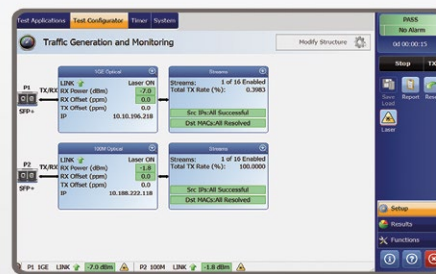 Test Applications Test Configurator Timer System
Traffic Generation and Monitoring
Modify Structure
PASS
No Alarm
0d 00:00:15
Stop TX
Save
Load
Report
Laser
Setup
Results
Functions
P1
TX/RX
SFP+
1GE Optical
LINK Laser ON
RX Power (dBm) -7.0
RX Offset (ppm) 0.0
TX Offset (ppm) 0.0
IP 10.10.196.218
Streams
Streams: 1 of 16 Enabled
Total TX Rate (%): 0.3983
Src IPs:All Successful
Dst MACs:All Resolved
P2
TX/RX
SFP+
100M Optical
LINK Laser ON
RX Power (dBm) -1.8
RX Offset (ppm) 0.0
TX Offset (ppm) 0.0
IP 10.188.222.118
Streams
Streams: 1 of 16 Enabled
Total TX Rate (%): 100.0000
Src IPs:All Successful
Dst MACs:All Resolved
P1 1GE LINK -7.0 dBm P2 100M LINK -1.8 dBm